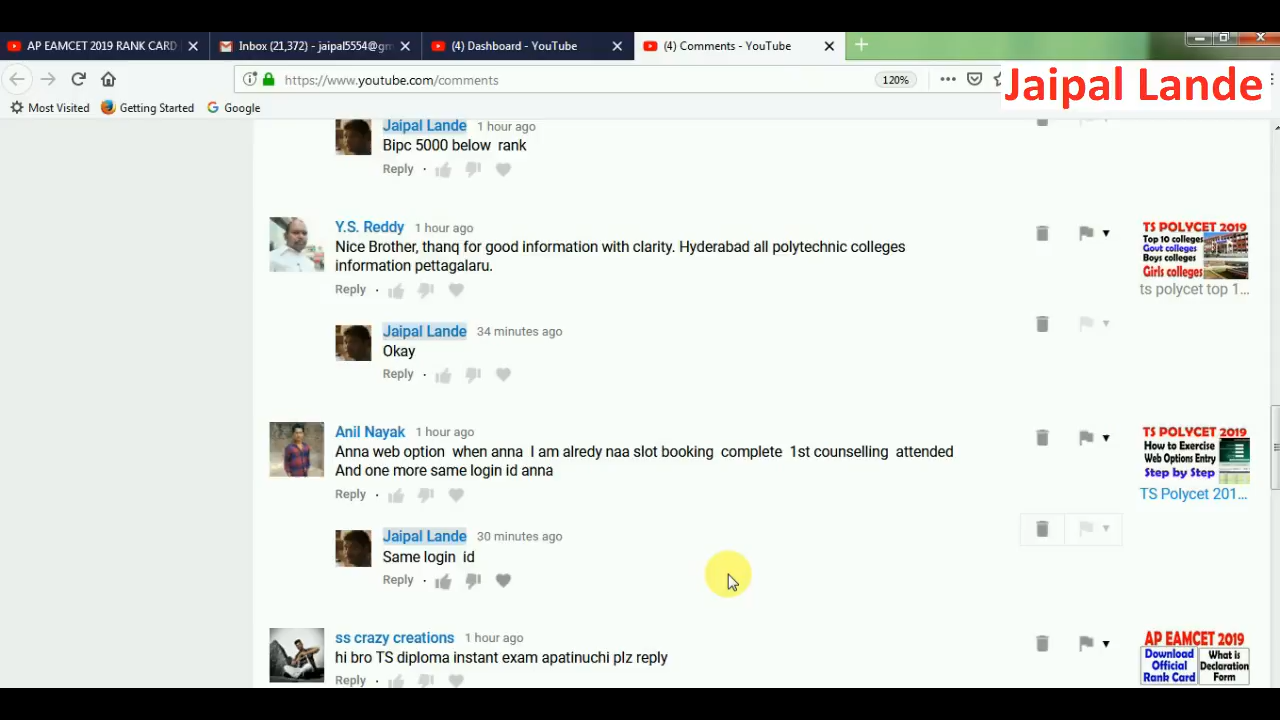 AP EAMCET 2019 RANK CARD
Inbox (21,372) - jaipal5554@gm
(4) Dashboard - YouTube
(4) Comments - YouTube
https://www.youtube.com/comments
120%
Jaipal Lande
Most Visited
Getting Started
Google
Jaipal Lande 1 hour ago
Bipc 5000 below rank
Reply
Y.S. Reddy 1 hour ago
Nice Brother, thanq for good information with clarity. Hyderabad all polytechnic colleges
information pettagalaru.
Reply
TS POLYCET 2019
Top 10 colleges
Govt colleges
Boys colleges
Girls colleges
ts polycet top 1...
Jaipal Lande 34 minutes ago
Okay
Reply
Anil Nayak 1 hour ago
Anna web option when anna I am alredy naa slot booking complete 1st counselling attended
And one more same login id anna
Reply
TS POLYCET 2019
How to Exercise
Web Options Entry
Step by Step
TS Polycet 201...
Jaipal Lande 30 minutes ago
Same login id
Reply
ss crazy creations 1 hour ago
hi bro TS diploma instant exam apatinuchi plz reply
Reply
AP EAMCET 2019
Download
Official
Rank Card
What is
Declaration
Form